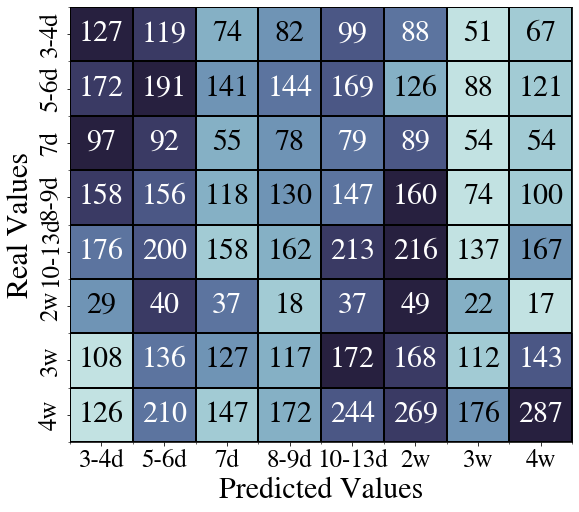 Real Values
3-4d 127 119 74 82 99 88 51 67
5-6d 172 191 141 144 169 126 88 121
7d 97 92 55 78 79 89 54 54
8-9d 158 156 118 130 147 160 74 100
10-13d 176 200 158 162 213 216 137 167
2w 29 40 37 18 37 49 22 17
3w 108 136 127 117 172 168 112 143
4w 126 210 147 172 244 269 176 287
3-4d 5-6d 7d 8-9d 10-13d 2w 3w 4w
Predicted Values